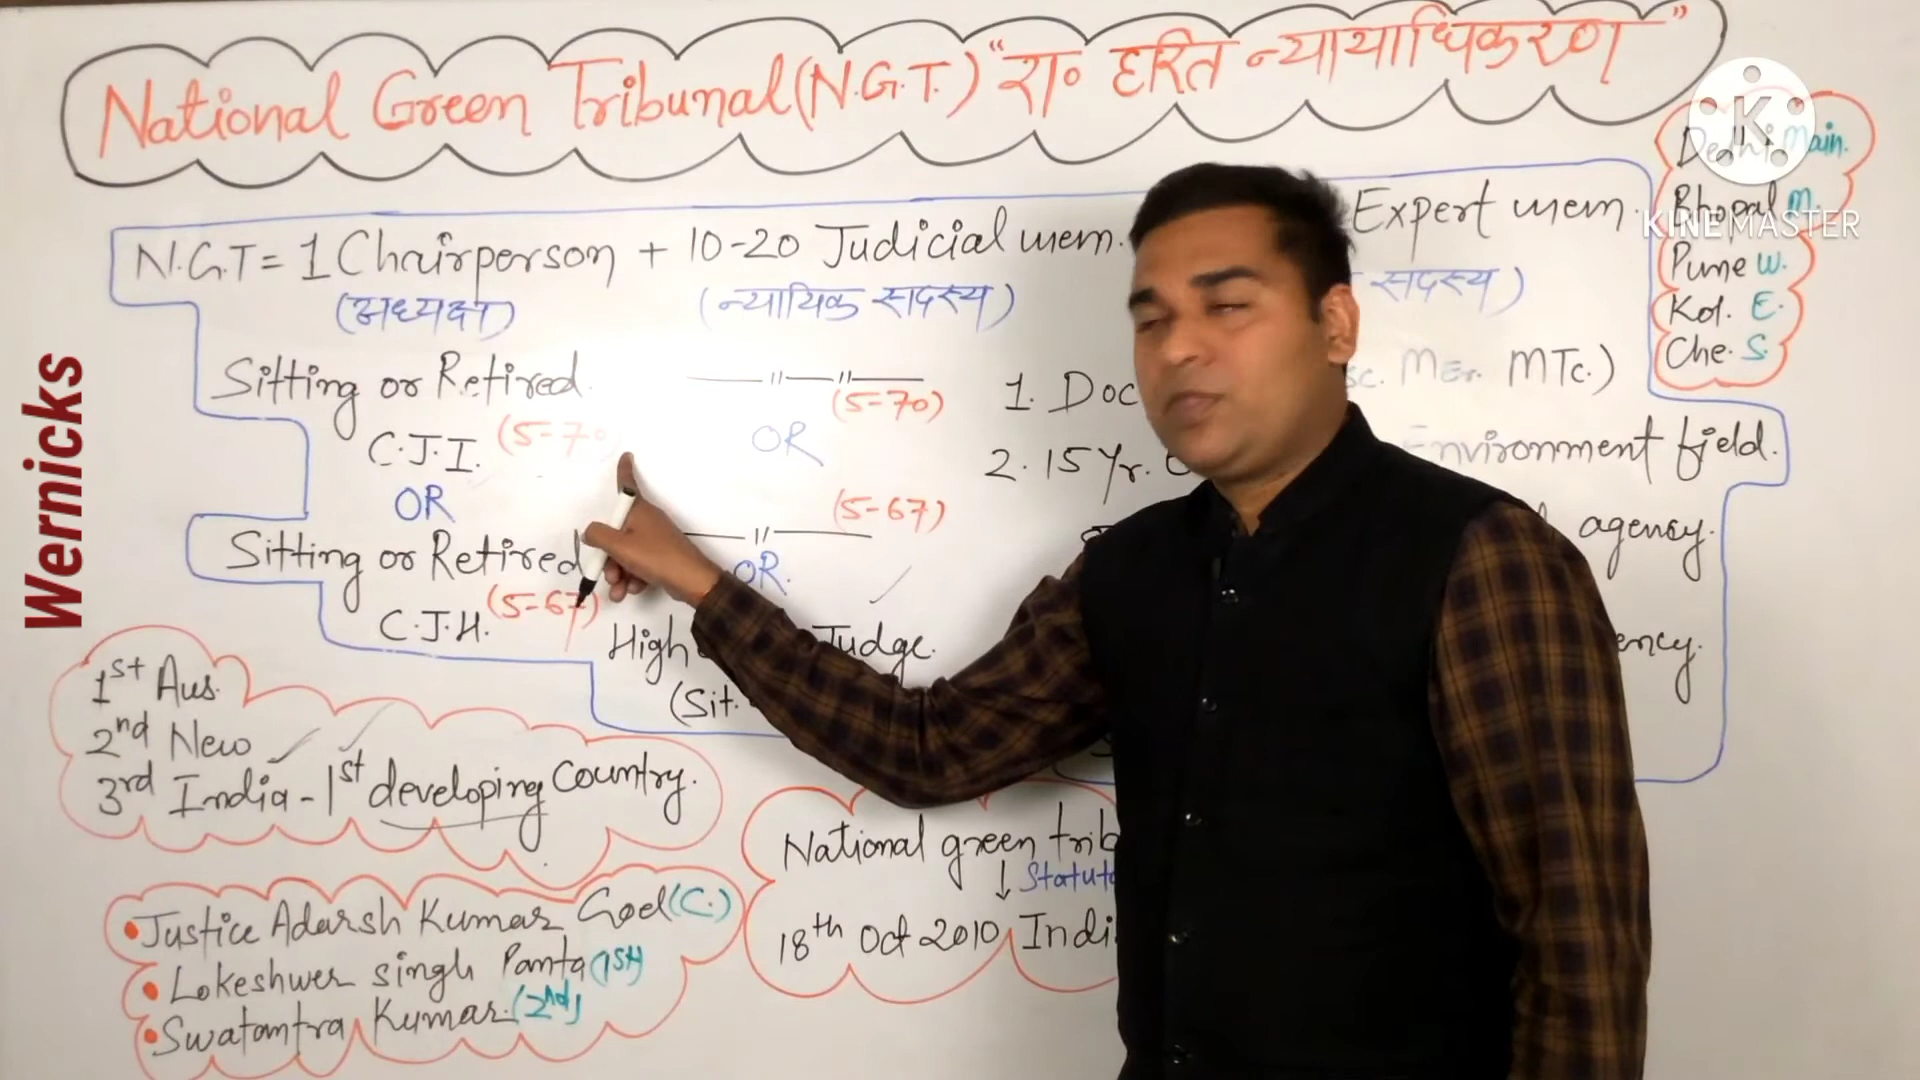 National Green Tribunal (N.G.T.) "रा० हरित न्यायाधिकरण"
Delhi Main.
Bhopal M.
Pune W.
Kol. E.
Che. S.
KINEMASTER
N.G.T = 1 Chairperson + 10-20 Judicial mem. Expert mem.
(अध्यक्ष) (न्यायिक सदस्य) सदस्य)
Sitting or Retired — " — " — 1. Doc sc. MEr. MTc.)
(5-70)
C.J.I. (5-70) OR 2. 15 Yr. nvironment field.
OR (5-67)
Sitting or Retired — " — agency.
(5-67) OR.
C.J.H. High Judge. ency.
(Sit.
Wernicks
1st Aus.
2nd New
3rd India - 1st developing country.
National green trib
↓ Statut
18th Oct 2010 Indi
• Justice Adarsh Kumar Goel (C.)
• Lokeshwer singh Panta (1st)
• Swatantra Kumar. (2nd)